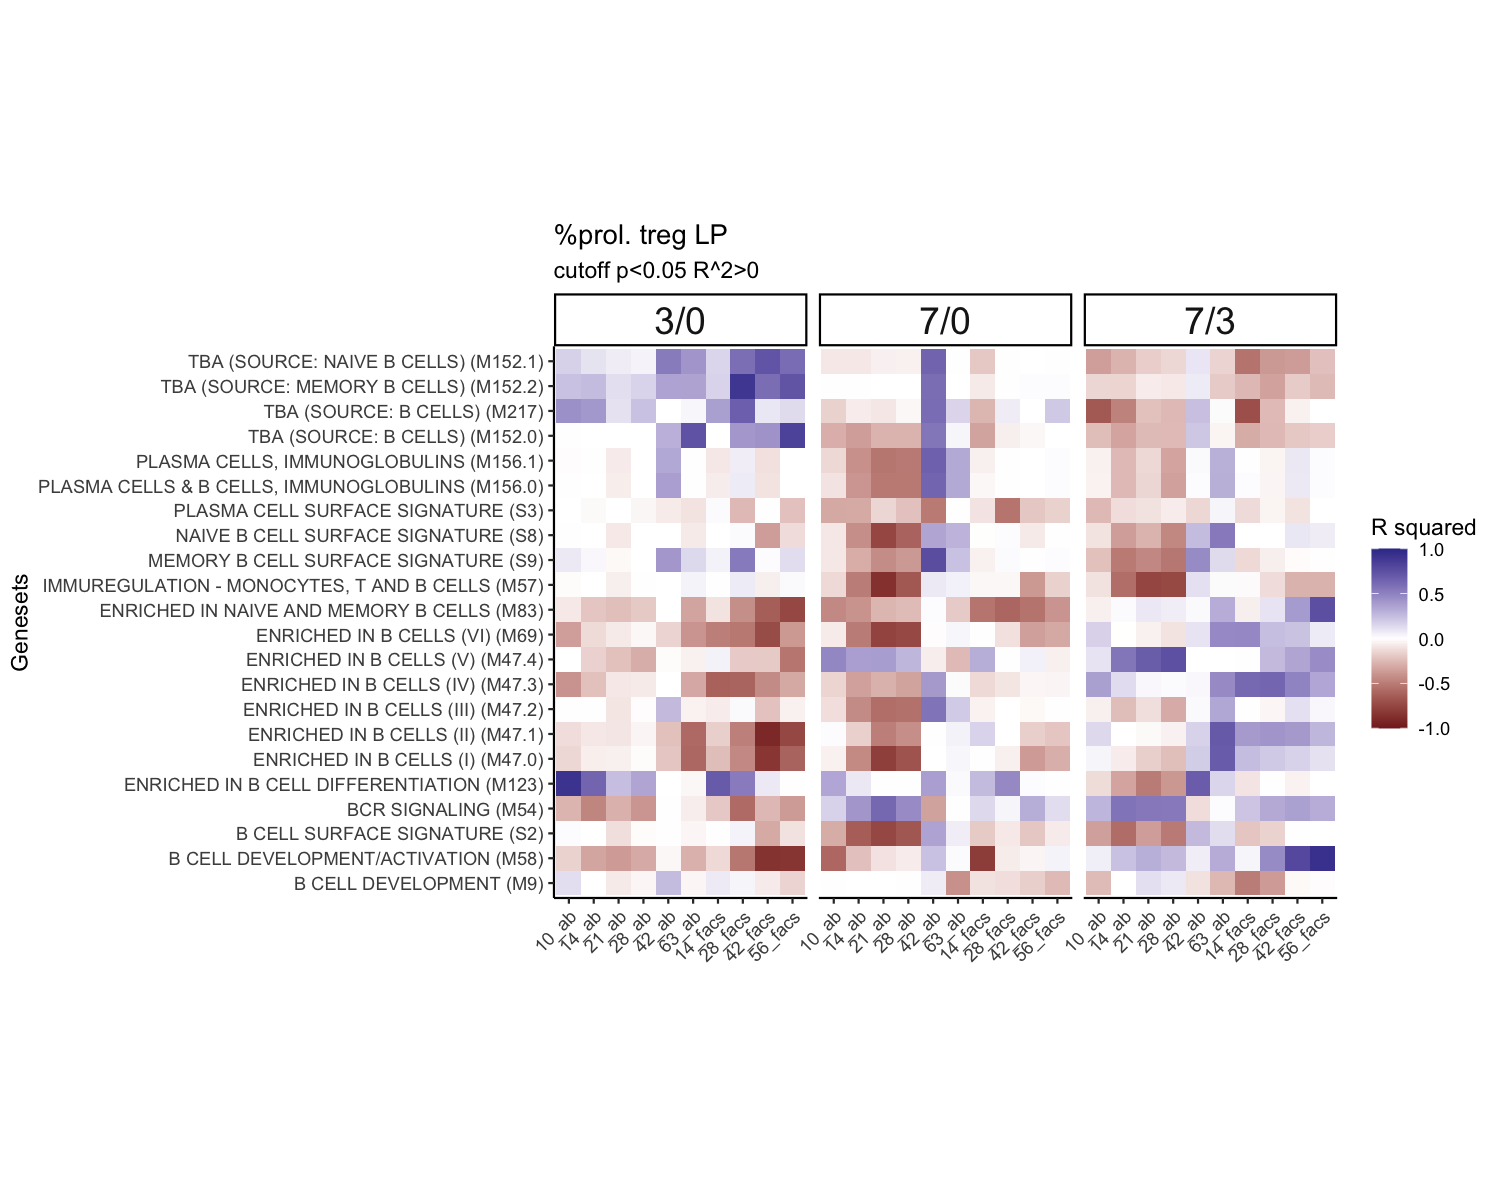 %prol. treg LP
cutoff p<0.05 R^2>0
3/0 7/0 7/3
Genesets
TBA (SOURCE: NAIVE B CELLS) (M152.1)
TBA (SOURCE: MEMORY B CELLS) (M152.2)
TBA (SOURCE: B CELLS) (M217)
TBA (SOURCE: B CELLS) (M152.0)
PLASMA CELLS, IMMUNOGLOBULINS (M156.1)
PLASMA CELLS & B CELLS, IMMUNOGLOBULINS (M156.0)
PLASMA CELL SURFACE SIGNATURE (S3)
NAIVE B CELL SURFACE SIGNATURE (S8)
MEMORY B CELL SURFACE SIGNATURE (S9)
IMMUREGULATION - MONOCYTES, T AND B CELLS (M57)
ENRICHED IN NAIVE AND MEMORY B CELLS (M83)
ENRICHED IN B CELLS (VI) (M69)
ENRICHED IN B CELLS (V) (M47.4)
ENRICHED IN B CELLS (IV) (M47.3)
ENRICHED IN B CELLS (III) (M47.2)
ENRICHED IN B CELLS (II) (M47.1)
ENRICHED IN B CELLS (I) (M47.0)
ENRICHED IN B CELL DIFFERENTIATION (M123)
BCR SIGNALING (M54)
B CELL SURFACE SIGNATURE (S2)
B CELL DEVELOPMENT/ACTIVATION (M58)
B CELL DEVELOPMENT (M9)
10_ab 14_ab 21_ab 28_ab 42_ab 63_ab 14_facs 28_facs 42_facs 56_facs
10_ab 14_ab 21_ab 28_ab 42_ab 63_ab 14_facs 28_facs 42_facs 56_facs
10_ab 14_ab 21_ab 28_ab 42_ab 63_ab 14_facs 28_facs 42_facs 56_facs
R squared
1.0
0.5
0.0
-0.5
-1.0